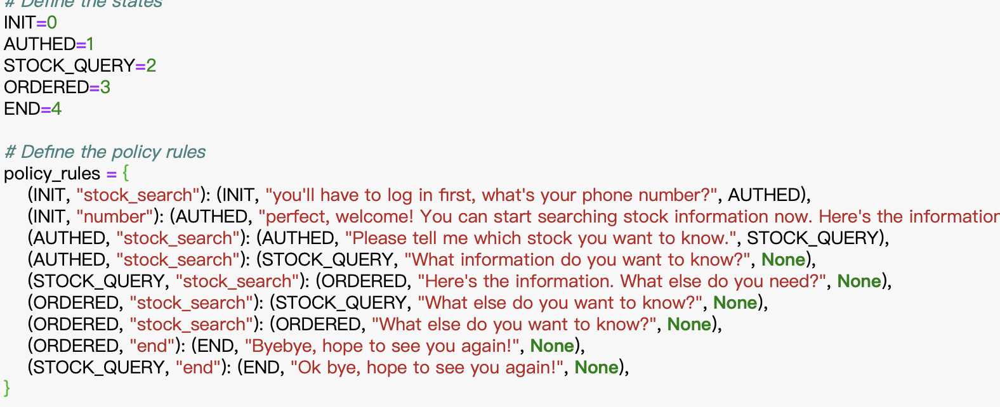 # Define the states
INIT=0
AUTHED=1
STOCK_QUERY=2
ORDERED=3
END=4
# Define the policy rules
policy_rules = {
(INIT, "stock_search"): (INIT, "you'll have to log in first, what's your phone number?", AUTHED),
(INIT, "number"): (AUTHED, "perfect, welcome! You can start searching stock information now. Here's the information
(AUTHED, "stock_search"): (AUTHED, "Please tell me which stock you want to know.", STOCK_QUERY),
(AUTHED, "stock_search"): (STOCK_QUERY, "What information do you want to know?", None),
(STOCK_QUERY, "stock_search"): (ORDERED, "Here's the information. What else do you need?", None),
(ORDERED, "stock_search"): (STOCK_QUERY, "What else do you want to know?", None),
(ORDERED, "stock_search"): (ORDERED, "What else do you want to know?", None),
(ORDERED, "end"): (END, "Byebye, hope to see you again!", None),
(STOCK_QUERY, "end"): (END, "Ok bye, hope to see you again!", None),
}